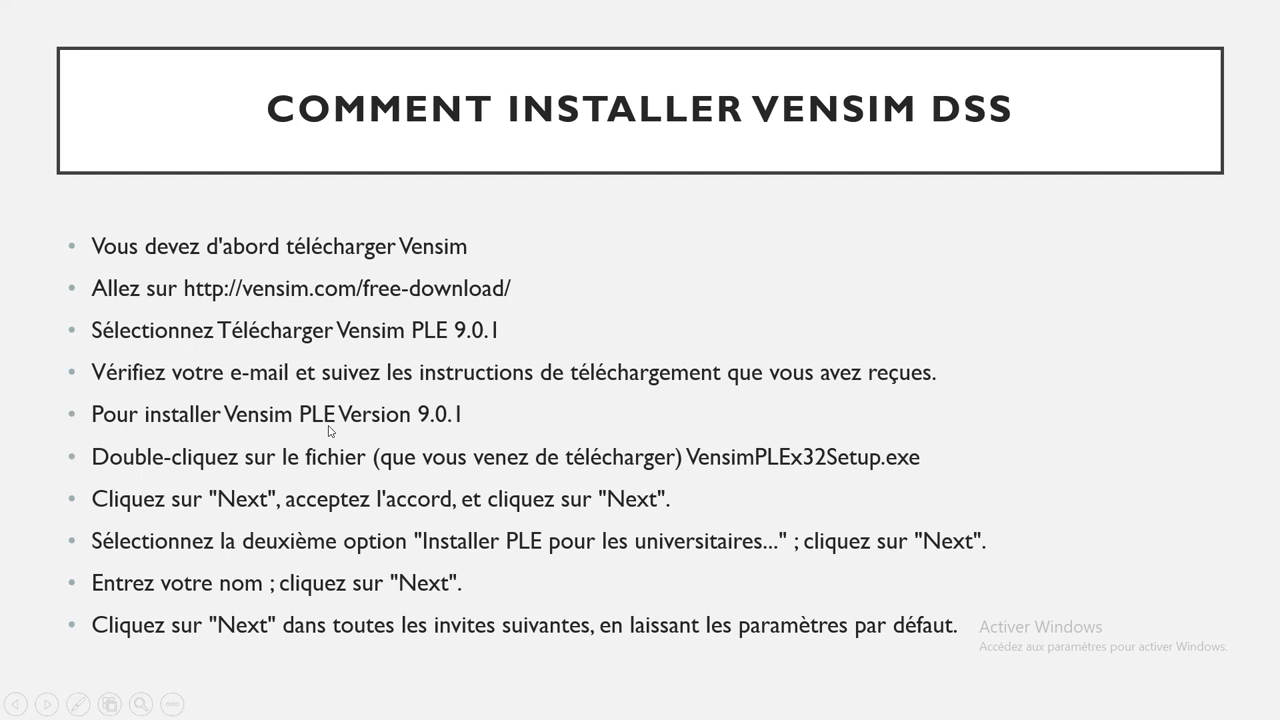 COMMENT INSTALLER VENSIM DSS
• Vous devez d'abord télécharger Vensim
• Allez sur http://vensim.com/free-download/
• Sélectionnez Télécharger Vensim PLE 9.0.1
• Vérifiez votre e-mail et suivez les instructions de téléchargement que vous avez reçues.
• Pour installer Vensim PLE Version 9.0.1
• Double-cliquez sur le fichier (que vous venez de télécharger) VensimPLEx32Setup.exe
• Cliquez sur "Next", acceptez l'accord, et cliquez sur "Next".
• Sélectionnez la deuxième option "Installer PLE pour les universitaires..." ; cliquez sur "Next".
• Entrez votre nom ; cliquez sur "Next".
• Cliquez sur "Next" dans toutes les invites suivantes, en laissant les paramètres par défaut.
Activer Windows
Accédez aux paramètres pour activer Windows.